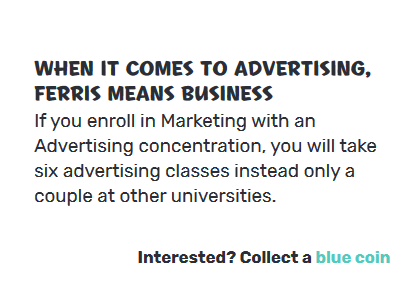 WHEN IT COMES TO ADVERTISING,
FERRIS MEANS BUSINESS
If you enroll in Marketing with an
Advertising concentration, you will take
six advertising classes instead only a
couple at other universities.
Interested? Collect a blue coin